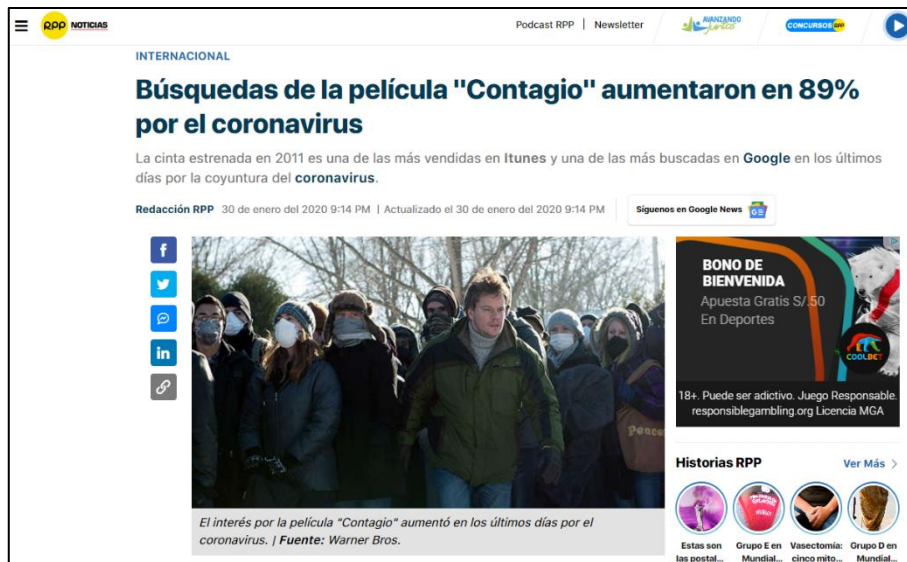 RPP NOTICIAS
Podcast RPP | Newsletter
AVANZANDO
juntos
CONCURSOS RPP
INTERNACIONAL
Búsquedas de la película "Contagio" aumentaron en 89%
por el coronavirus
La cinta estrenada en 2011 es una de las más vendidas en Itunes y una de las más buscadas en Google en los últimos
días por la coyuntura del coronavirus.
Redacción RPP 30 de enero del 2020 9:14 PM | Actualizado el 30 de enero del 2020 9:14 PM
Síguenos en Google News
BONO DE
BIENVENIDA
Apuesta Gratis S/.50
En Deportes
COOLBET
18+. Puede ser adictivo. Juego Responsable.
responsiblegambling.org Licencia MGA
Peace
El interés por la película "Contagio" aumentó en los últimos días por el
coronavirus. | Fuente: Warner Bros.
Historias RPP
Ver Más >
Estas son
las postal...
Grupo E en
Mundial...
Vasectomía:
cinco mito...
Grupo D en
Mundial...